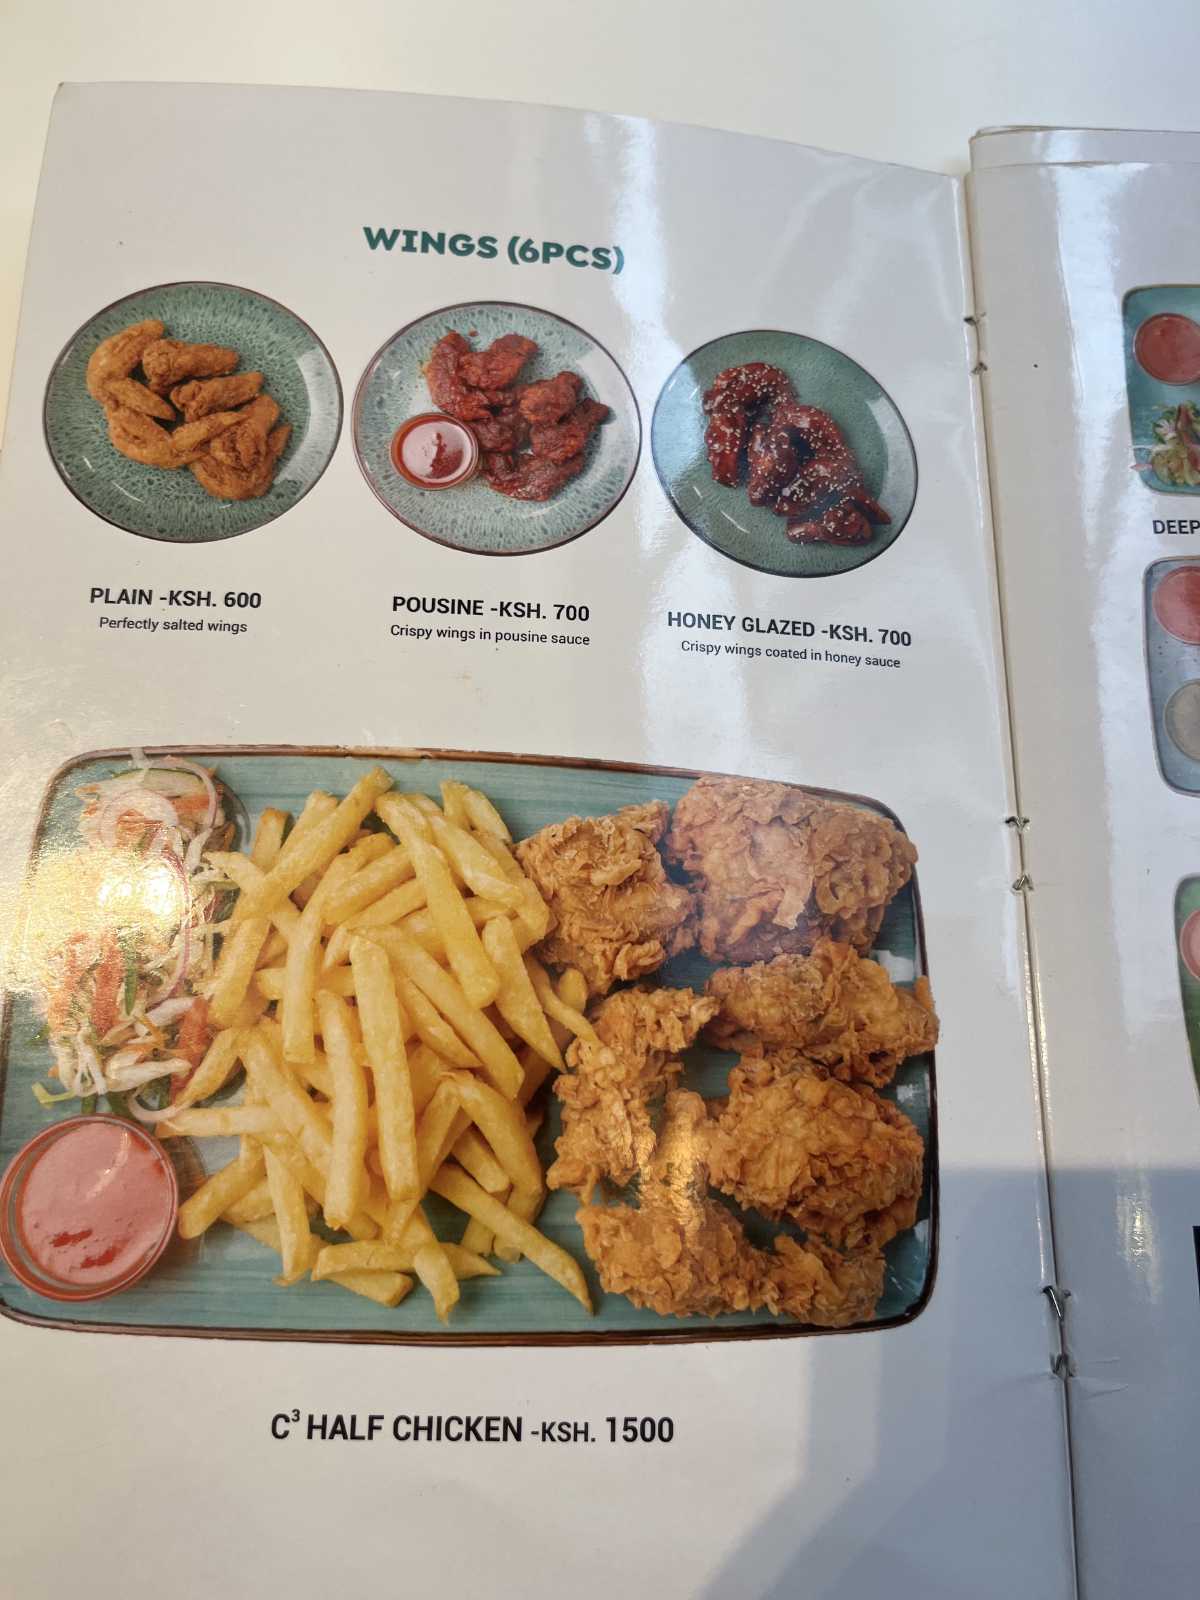 WINGS (6PCS)
PLAIN -KSH. 600
Perfectly salted wings
POUSINE -KSH. 700
Crispy wings in pousine sauce
HONEY GLAZED -KSH. 700
Crispy wings coated in honey sauce
C³ HALF CHICKEN -KSH. 1500
DEEP